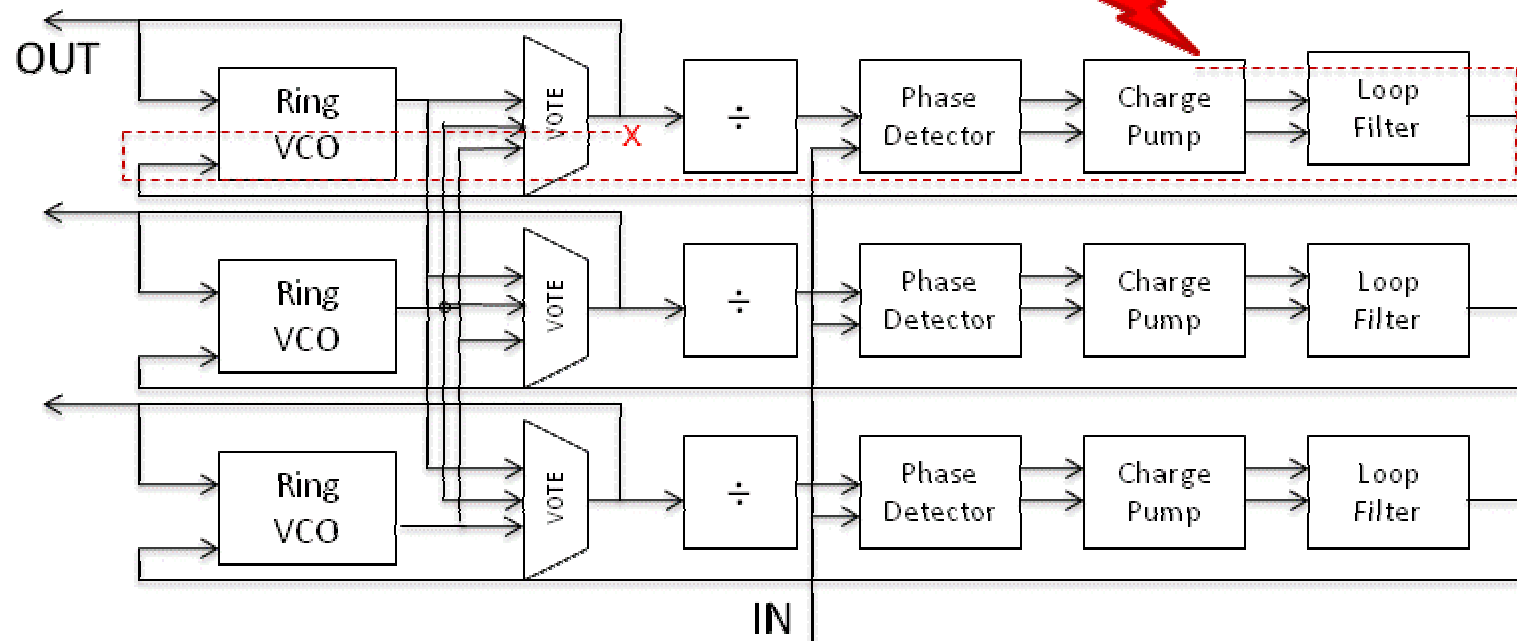 OUT
Ring
VCO
VOTE
÷
Phase
Detector
Charge
Pump
Loop
Filter
X
Ring
VCO
VOTE
÷
Phase
Detector
Charge
Pump
Loop
Filter
Ring
VCO
VOTE
÷
Phase
Detector
Charge
Pump
Loop
Filter
IN